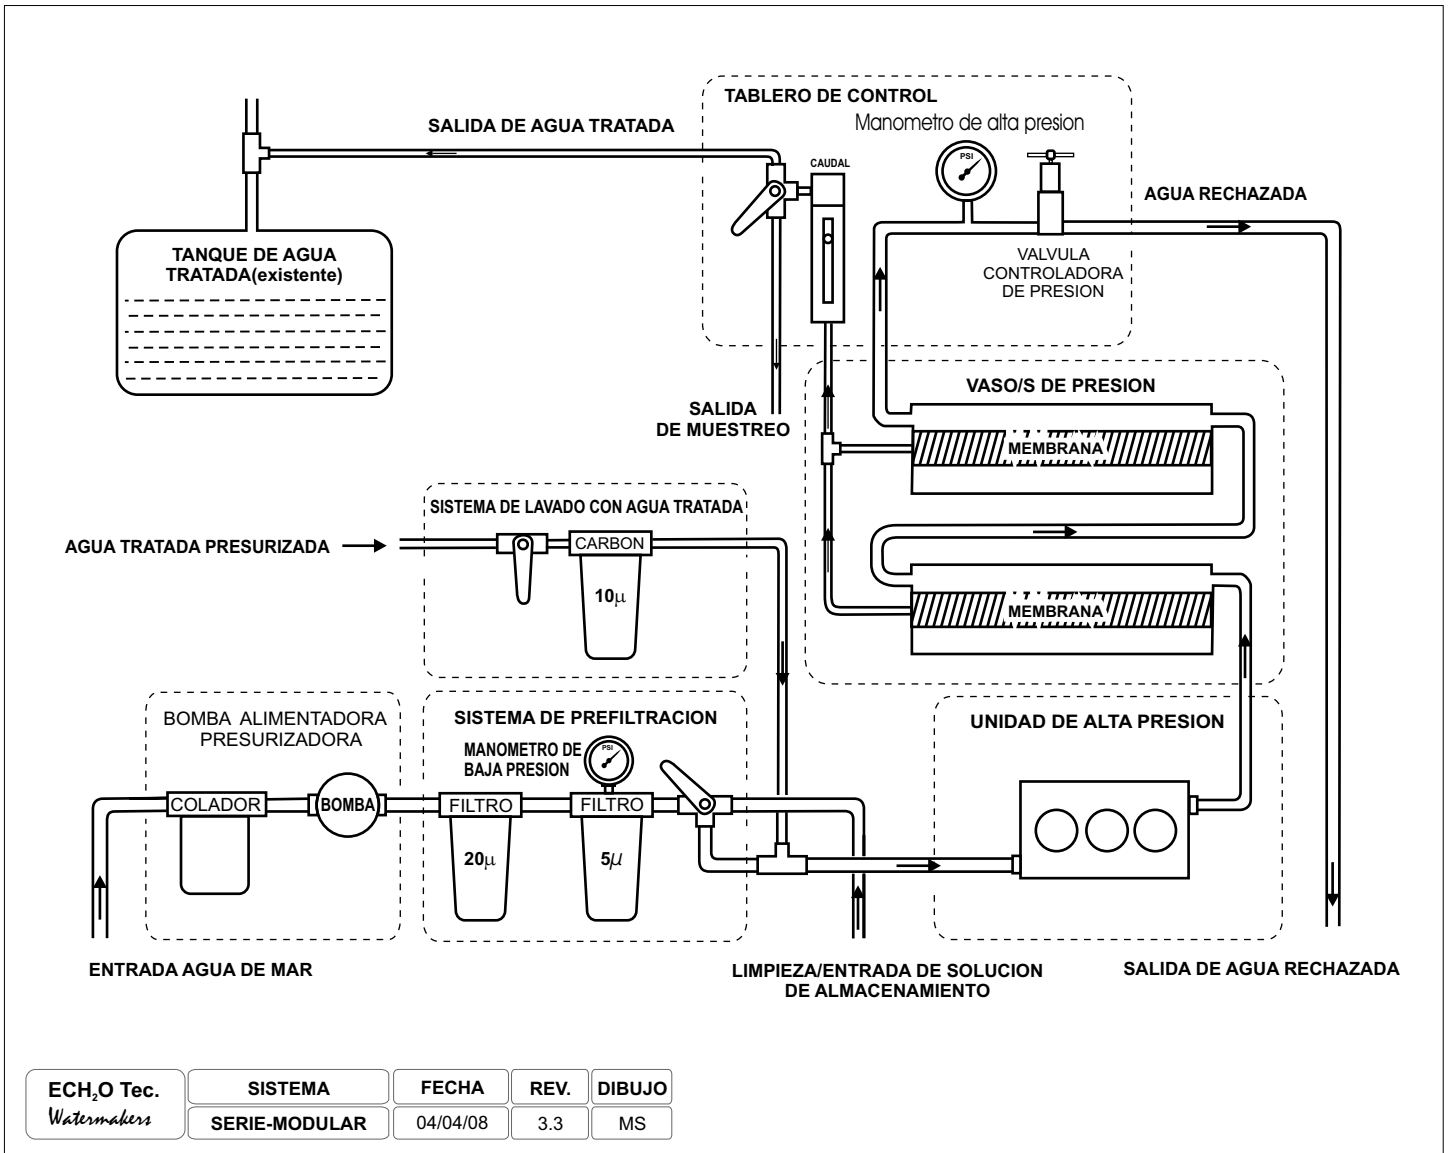 TABLERO DE CONTROL
Manometro de alta presion
SALIDA DE AGUA TRATADA
CAUDAL
PSI
AGUA RECHAZADA
TANQUE DE AGUA
TRATADA(existente)
VALVULA
CONTROLADORA
DE PRESION
VASO/S DE PRESION
SALIDA
DE MUESTREO
MEMBRANA
SISTEMA DE LAVADO CON AGUA TRATADA
AGUA TRATADA PRESURIZADA
CARBON
10µ
MEMBRANA
BOMBA ALIMENTADORA
PRESURIZADORA
SISTEMA DE PREFILTRACION
UNIDAD DE ALTA PRESION
MANOMETRO DE
BAJA PRESION
PSI
COLADOR
BOMBA
FILTRO
FILTRO
20µ
5µ
ENTRADA AGUA DE MAR
LIMPIEZA/ENTRADA DE SOLUCION
DE ALMACENAMIENTO
SALIDA DE AGUA RECHAZADA
ECH₂O Tec.
Watermakers
SISTEMA
FECHA
REV.
DIBUJO
SERIE-MODULAR
04/04/08
3.3
MS